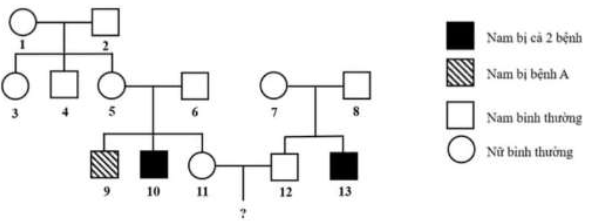 1 2
3 4 5 6 7 8
9 10 11 12 13
?
Nam bị cả 2 bệnh
Nam bị bệnh A
Nam bình thường
Nữ bình thường